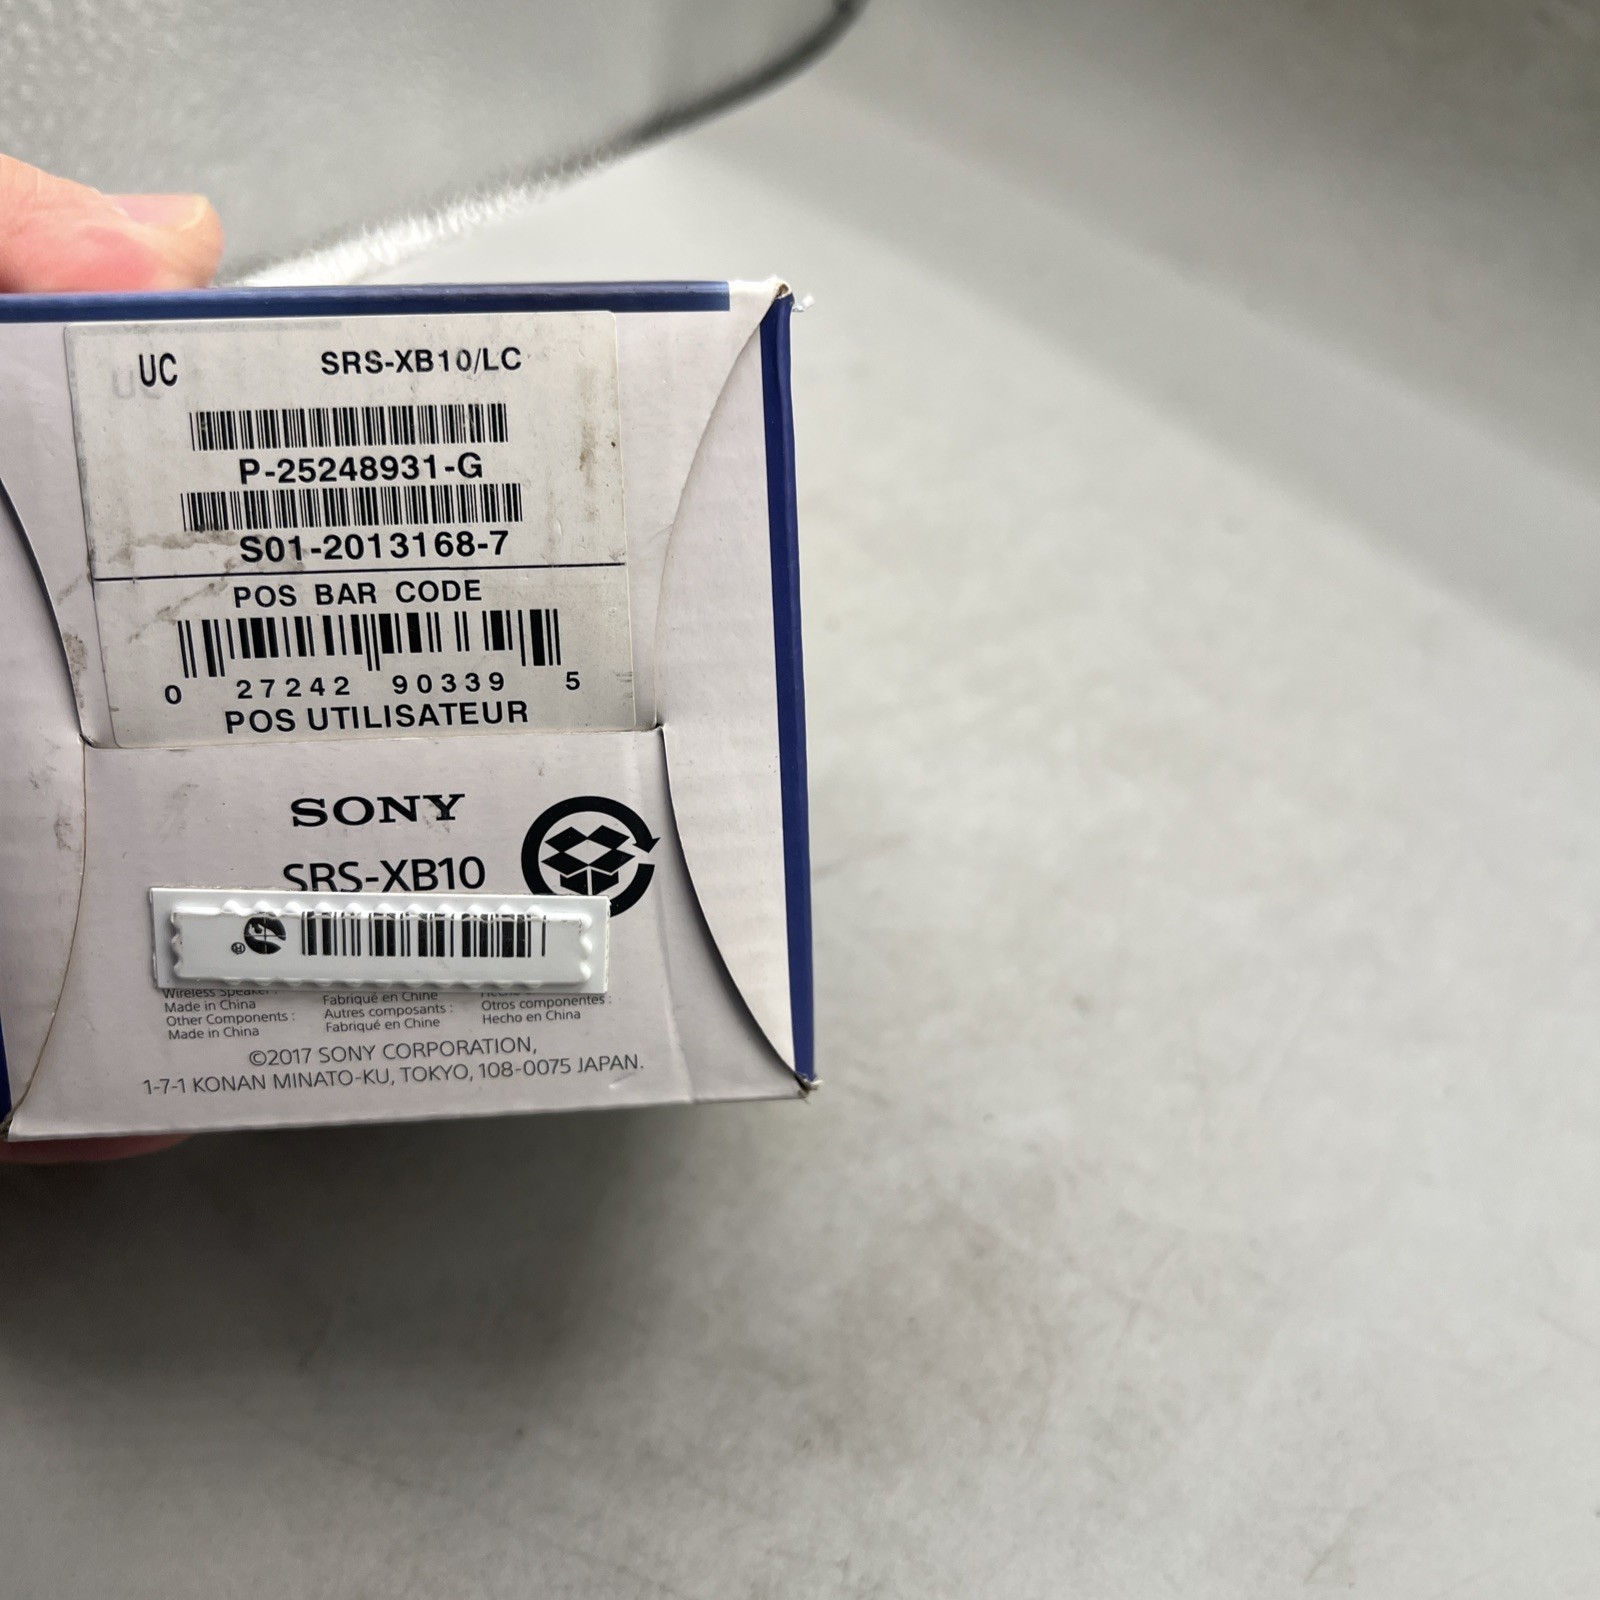 UC SRS-XB10/LC
P-25248931-G
S01-2013168-7
POS BAR CODE
0 27242 90339 5
POS UTILISATEUR
SONY
SRS-XB10
Wireless Speaker :
Made in China
Other Components :
Made in China
Fabriqué en Chine
Autres composants :
Fabriqué en Chine
Otros componentes :
Hecho en China
©2017 SONY CORPORATION,
1-7-1 KONAN MINATO-KU, TOKYO, 108-0075 JAPAN.